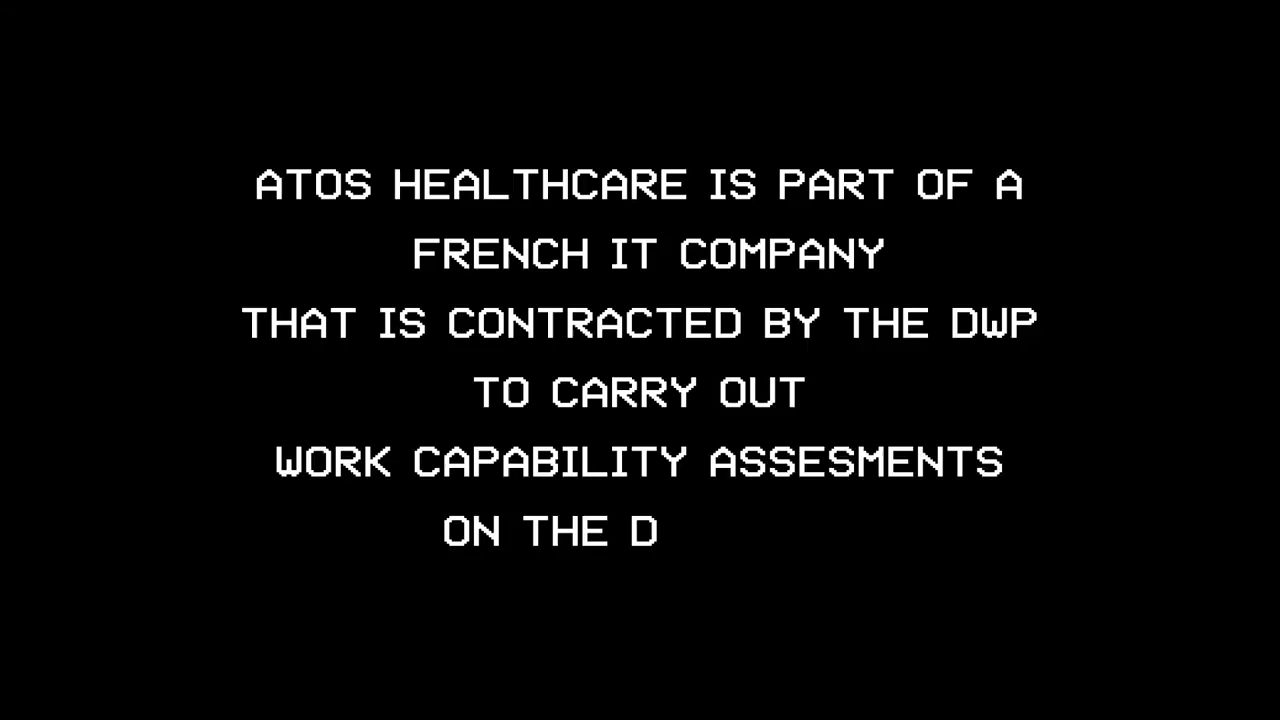 ATOS HEALTHCARE IS PART OF A
FRENCH IT COMPANY
THAT IS CONTRACTED BY THE DWP
TO CARRY OUT
WORK CAPABILITY ASSESMENTS
ON THE D